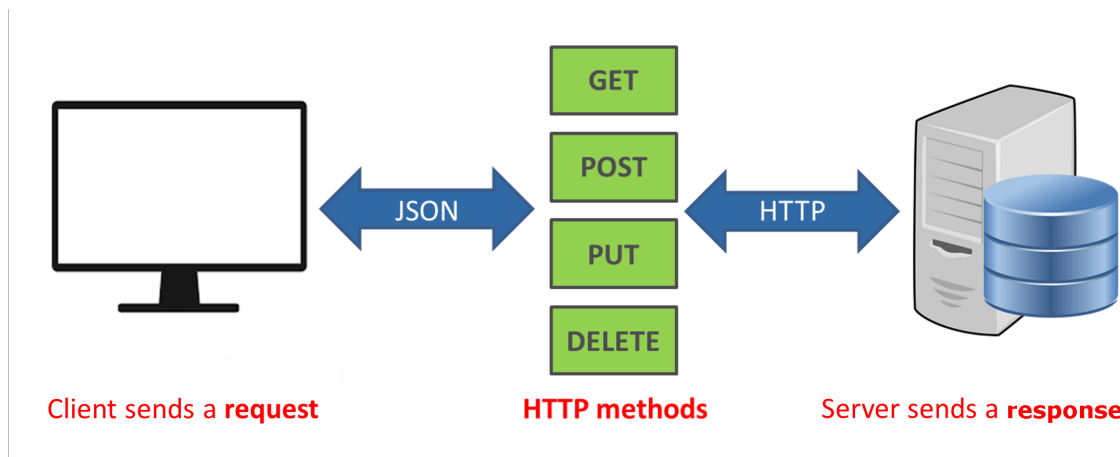 GET
POST
JSON
HTTP
PUT
DELETE
Client sends a request
HTTP methods
Server sends a response